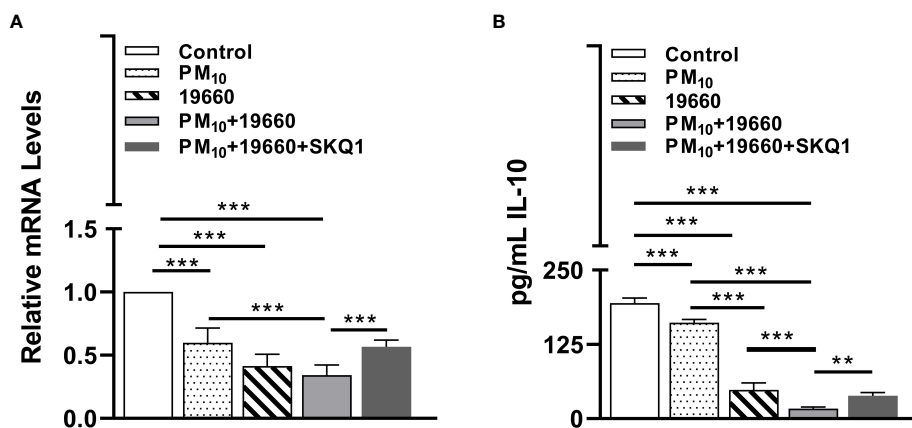 A
Control
PM10
19660
PM10+19660
PM10+19660+SKQ1
Relative mRNA Levels
1.5
1.0
0.5
0.0
***
***
***
***
***
B
Control
PM10
19660
PM10+19660
PM10+19660+SKQ1
pg/mL IL-10
250
125
0
***
***
***
***
***
***
**